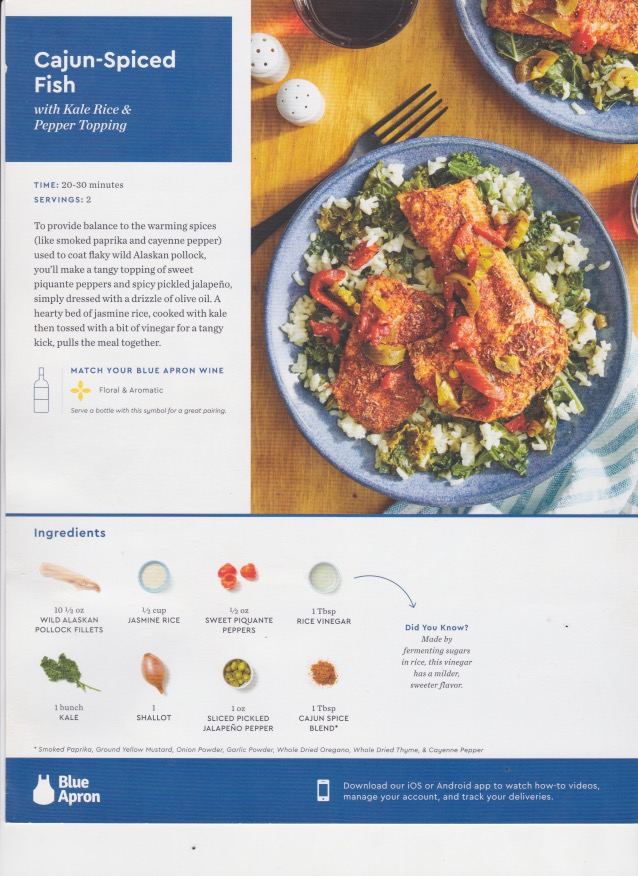 Cajun-Spiced
Fish
with Kale Rice &
Pepper Topping
TIME: 20-30 minutes
SERVINGS: 2
To provide balance to the warming spices
(like smoked paprika and cayenne pepper)
used to coat flaky wild Alaskan pollock,
you'll make a tangy topping of sweet
piquante peppers and spicy pickled jalapeño,
simply dressed with a drizzle of olive oil. A
hearty bed of jasmine rice, cooked with kale
then tossed with a bit of vinegar for a tangy
kick, pulls the meal together.
MATCH YOUR BLUE APRON WINE
Floral & Aromatic
Serve a bottle with this symbol for a great pairing.
Ingredients
10 ½ oz
WILD ALASKAN
POLLOCK FILLETS
½ cup
JASMINE RICE
½ oz
SWEET PIQUANTE
PEPPERS
1 Tbsp
RICE VINEGAR
Did You Know?
Made by
fermenting sugars
in rice, this vinegar
has a milder,
sweeter flavor.
1 bunch
KALE
1
SHALLOT
1 oz
SLICED PICKLED
JALAPEÑO PEPPER
1 Tbsp
CAJUN SPICE
BLEND*
* Smoked Paprika, Ground Yellow Mustard, Onion Powder, Garlic Powder, Whole Dried Oregano, Whole Dried Thyme, & Cayenne Pepper
Blue
Apron
Download our iOS or Android app to watch how-to videos,
manage your account, and track your deliveries.